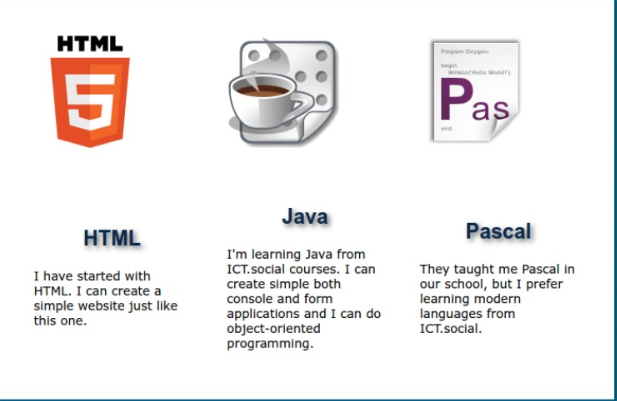 HTML
5
Program Oxygen;
begin
Writeln('Hello World!');
Pas
end.
HTML
I have started with
HTML. I can create a
simple website just like
this one.
Java
I'm learning Java from
ICT.social courses. I can
create simple both
console and form
applications and I can do
object-oriented
programming.
Pascal
They taught me Pascal in
our school, but I prefer
learning modern
languages from
ICT.social.